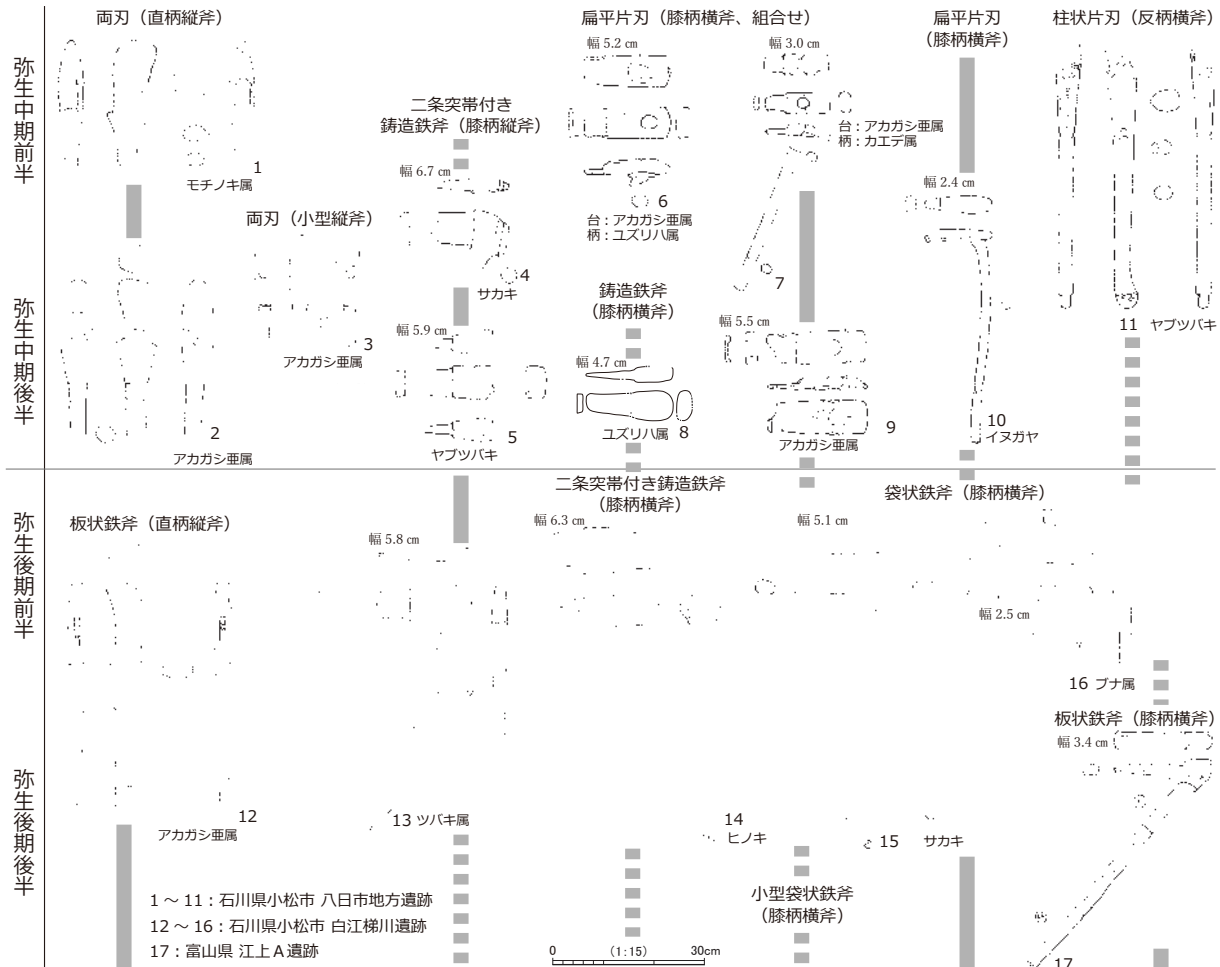 両刃（直柄縦斧）
扁平片刃（膝柄横斧、組合せ）
扁平片刃
（膝柄横斧）
柱状片刃（反柄横斧）
弥生中期前半
幅 5.2 ㎝
3.0 ㎝
二条突帯付き
鋳造鉄斧（膝柄縦斧）
台：アカガシ亜属
柄：カエデ属
1
モチノキ属
幅 6.7 ㎝
幅 2.4 ㎝
6
台：アカガシ亜属
柄：ユズリハ属
両刃（小型縦斧）
4
サカキ
7
弥生中期後半
鋳造鉄斧
（膝柄横斧）
幅 5.9 ㎝
幅 5.5 ㎝
11 ヤブツバキ
3
アカガシ亜属
幅 4.7 ㎝
2
アカガシ亜属
5
ヤブツバキ
ユズリハ属 8
9
アカガシ亜属
10
イヌガヤ
弥生後期前半
板状鉄斧（直柄縦斧）
二条突帯付き鋳造鉄斧
（膝柄横斧）
袋状鉄斧（膝柄横斧）
幅 5.8 ㎝
幅 6.3 ㎝
幅 5.1 ㎝
幅 2.5 ㎝
16 ブナ属
板状鉄斧（膝柄横斧）
幅 3.4 ㎝
弥生後期後半
12
アカガシ亜属
13 ツバキ属
14
ヒノキ
15 サカキ
小型袋状鉄斧
（膝柄横斧）
17
1 ～ 11：石川県小松市 八日市地方遺跡
12 ～ 16：石川県小松市 白江梯川遺跡
17：富山県 江上A遺跡
0 (1:15) 30cm